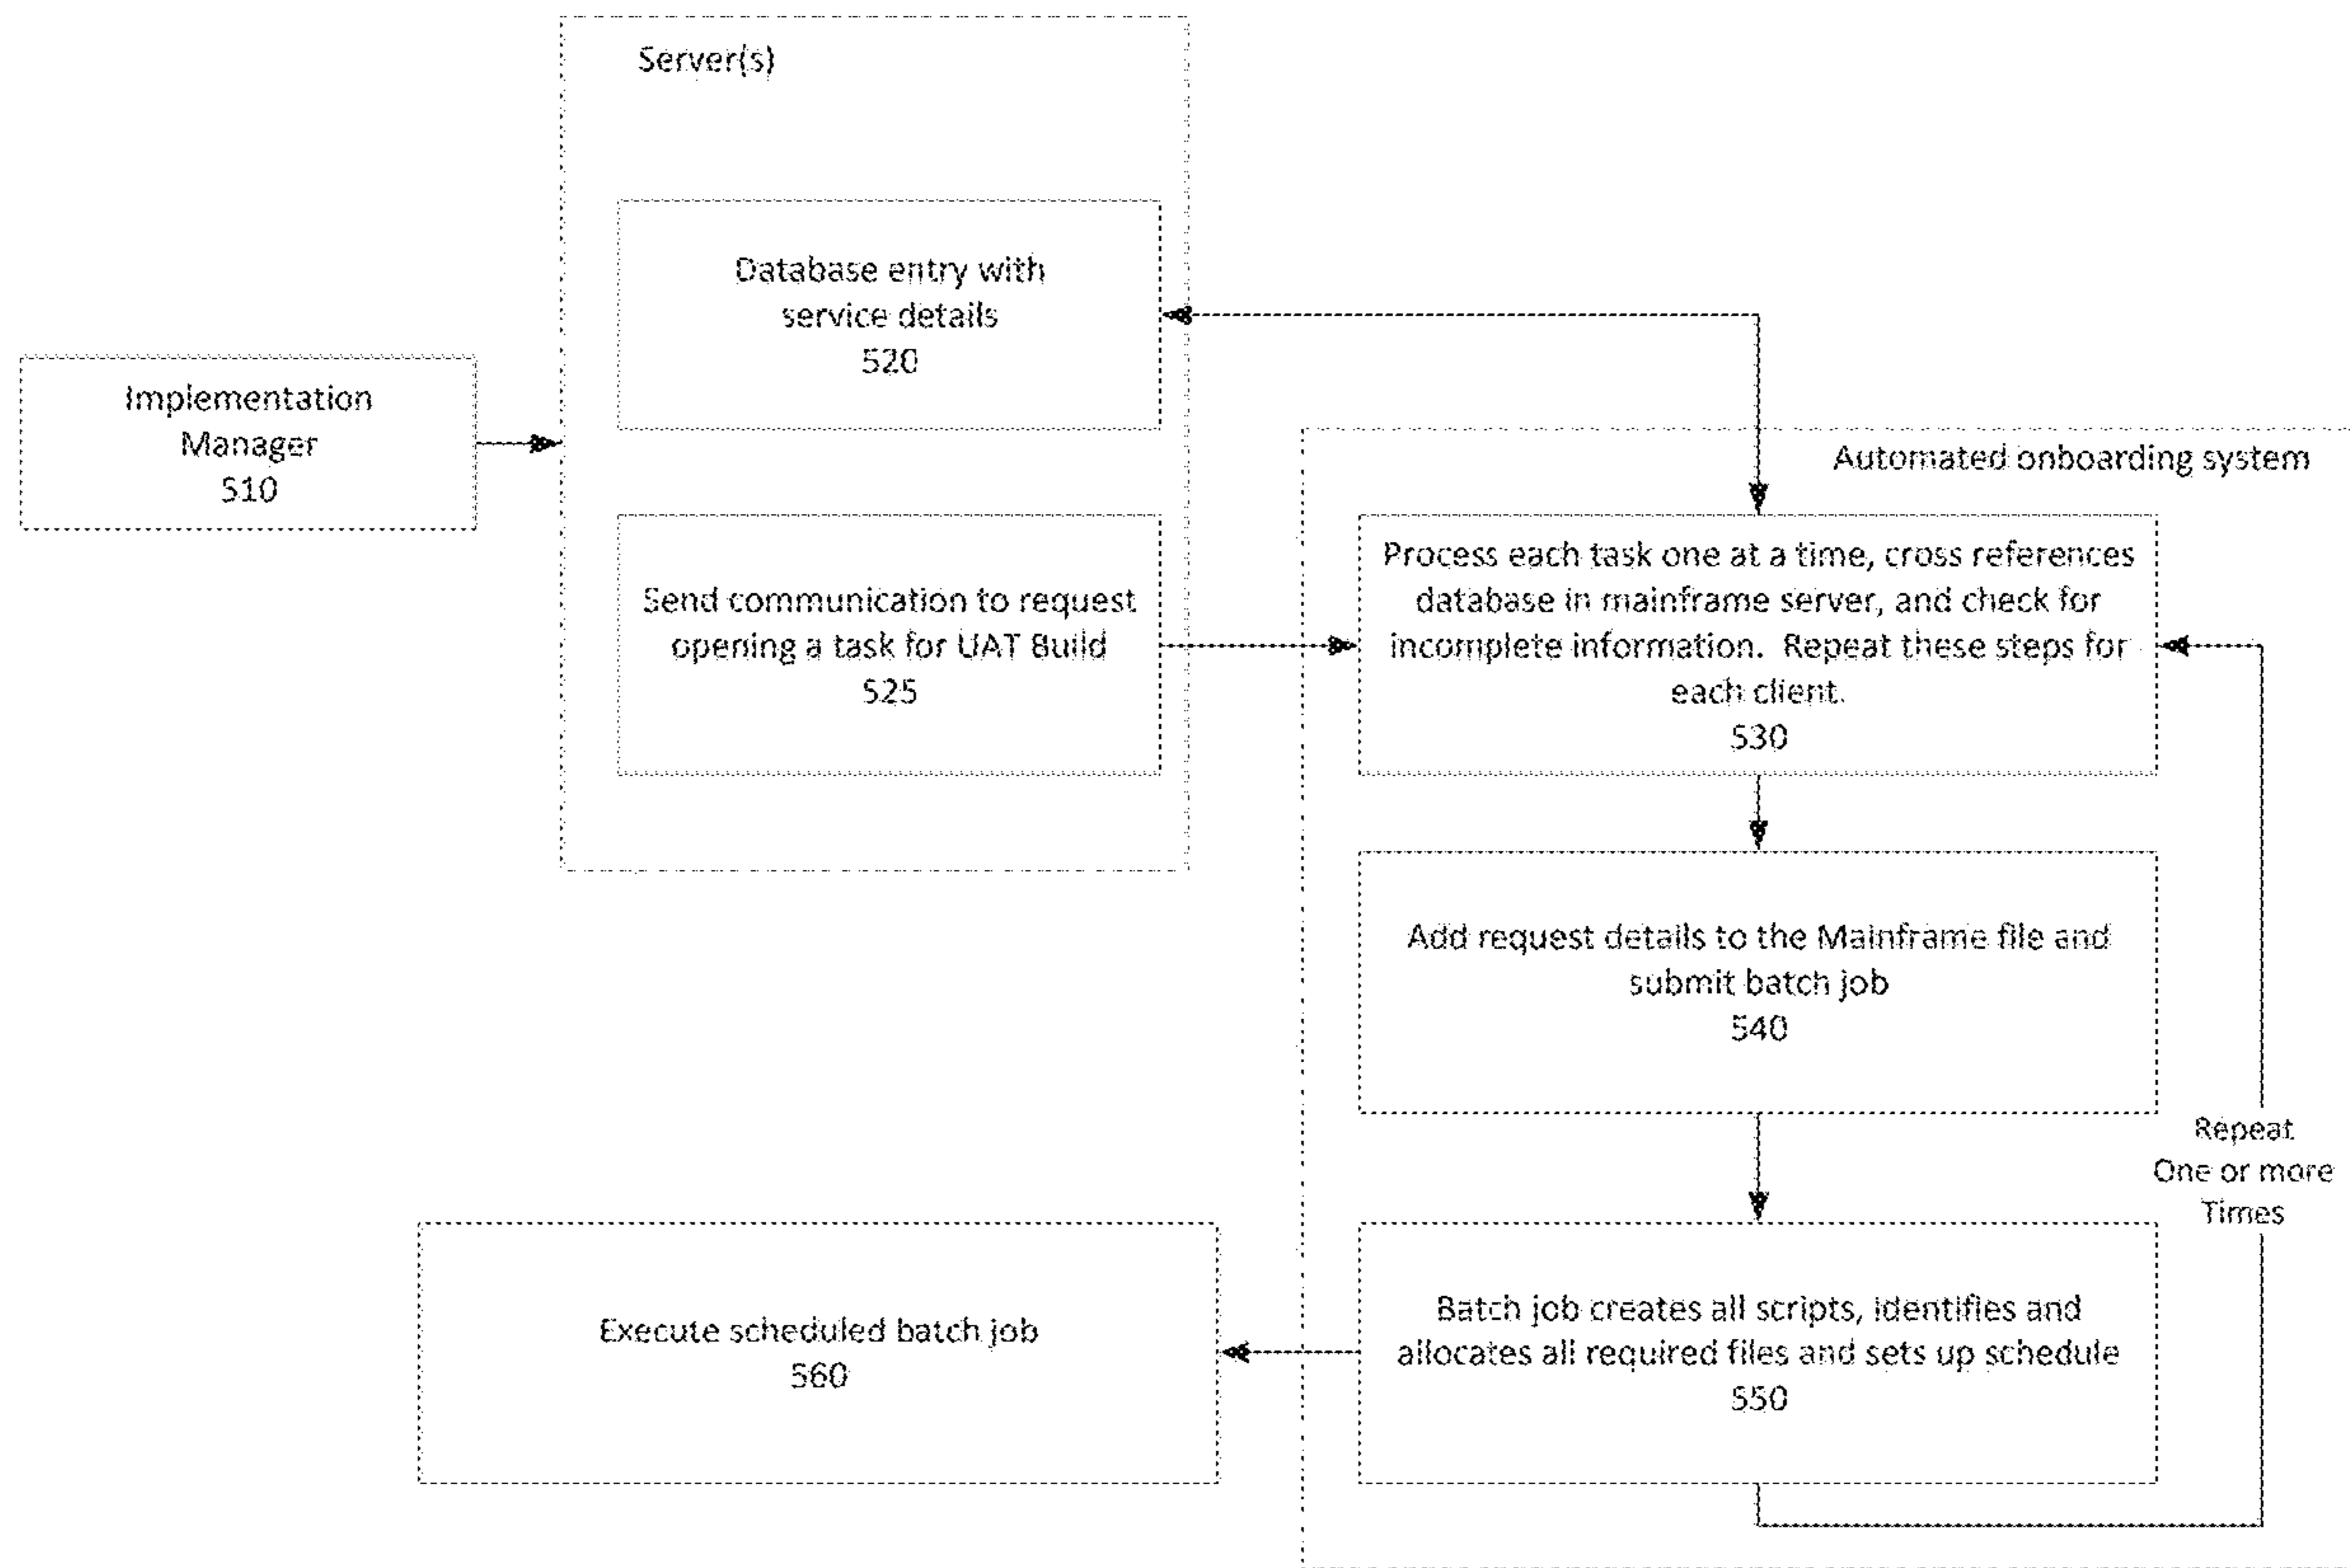 Server(s)
Database entry with
service details
520
Implementation
Manager
510
Automated onboarding system
Send communication to request
opening a task for UAT Build
525
Process each task one at a time, cross references
database in mainframe server, and check for
incomplete information. Repeat these steps for
each client.
530
Add request details to the Mainframe file and
submit batch job
540
Repeat
One or more
Times
Execute scheduled batch job
560
Batch job creates all scripts, identifies and
allocates all required files and sets up schedule
550